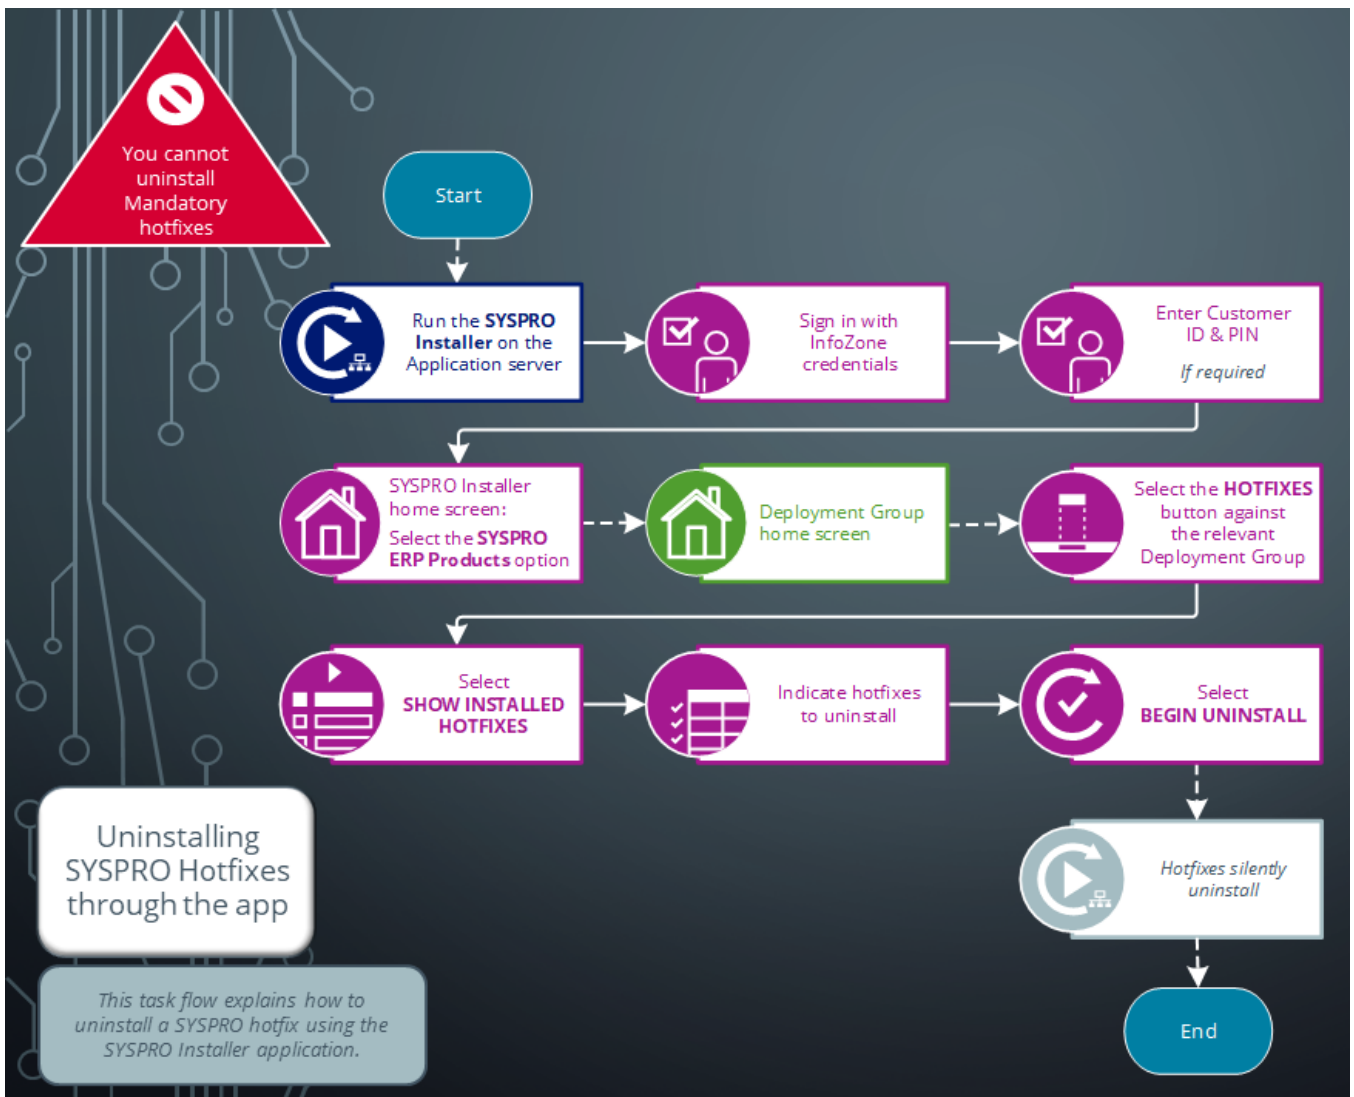 You cannot
uninstall
Mandatory
hotfixes
Start
Run the SYSPRO
Installer on the
Application server
Sign in with
InfoZone
credentials
Enter Customer
ID & PIN
If required
SYSPRO Installer
home screen:
Select the SYSPRO
ERP Products option
Deployment Group
home screen
Select the HOTFIXES
button against
the relevant
Deployment Group
Select
SHOW INSTALLED
HOTFIXES
Indicate hotfixes
to uninstall
Select
BEGIN UNINSTALL
Hotfixes silently
uninstall
End
Uninstalling
SYSPRO Hotfixes
through the app
This task flow explains how to
uninstall a SYSPRO hotfix using the
SYSPRO Installer application.